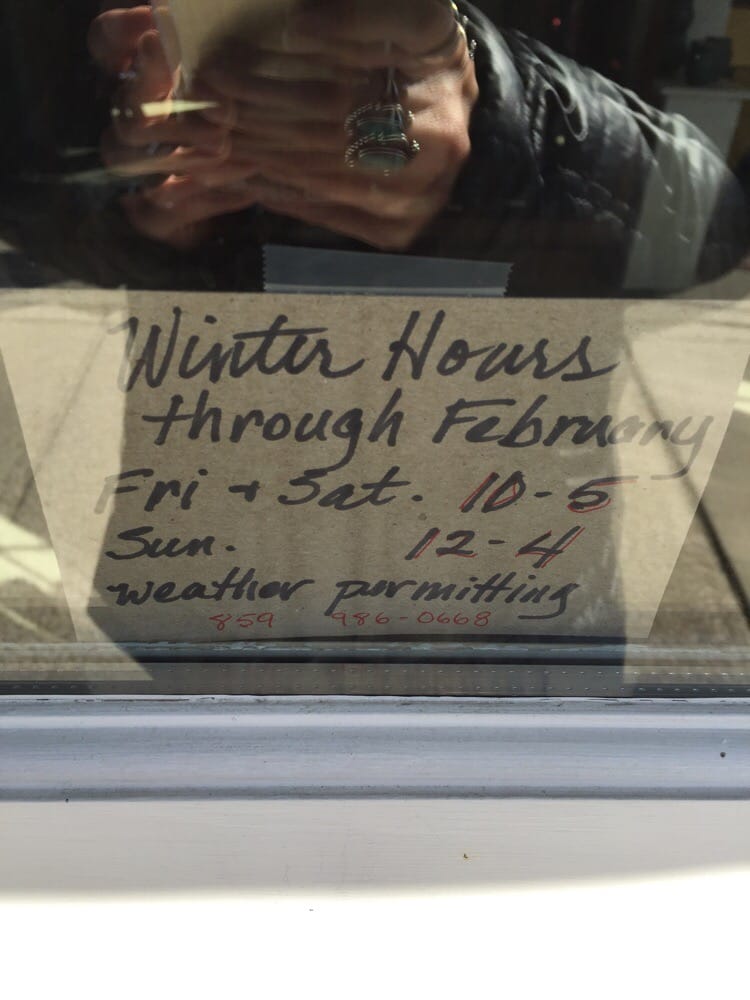 Winter Hours
through February
Fri + Sat. 10-5
Sun. 12-4
weather permitting
859 986-0668